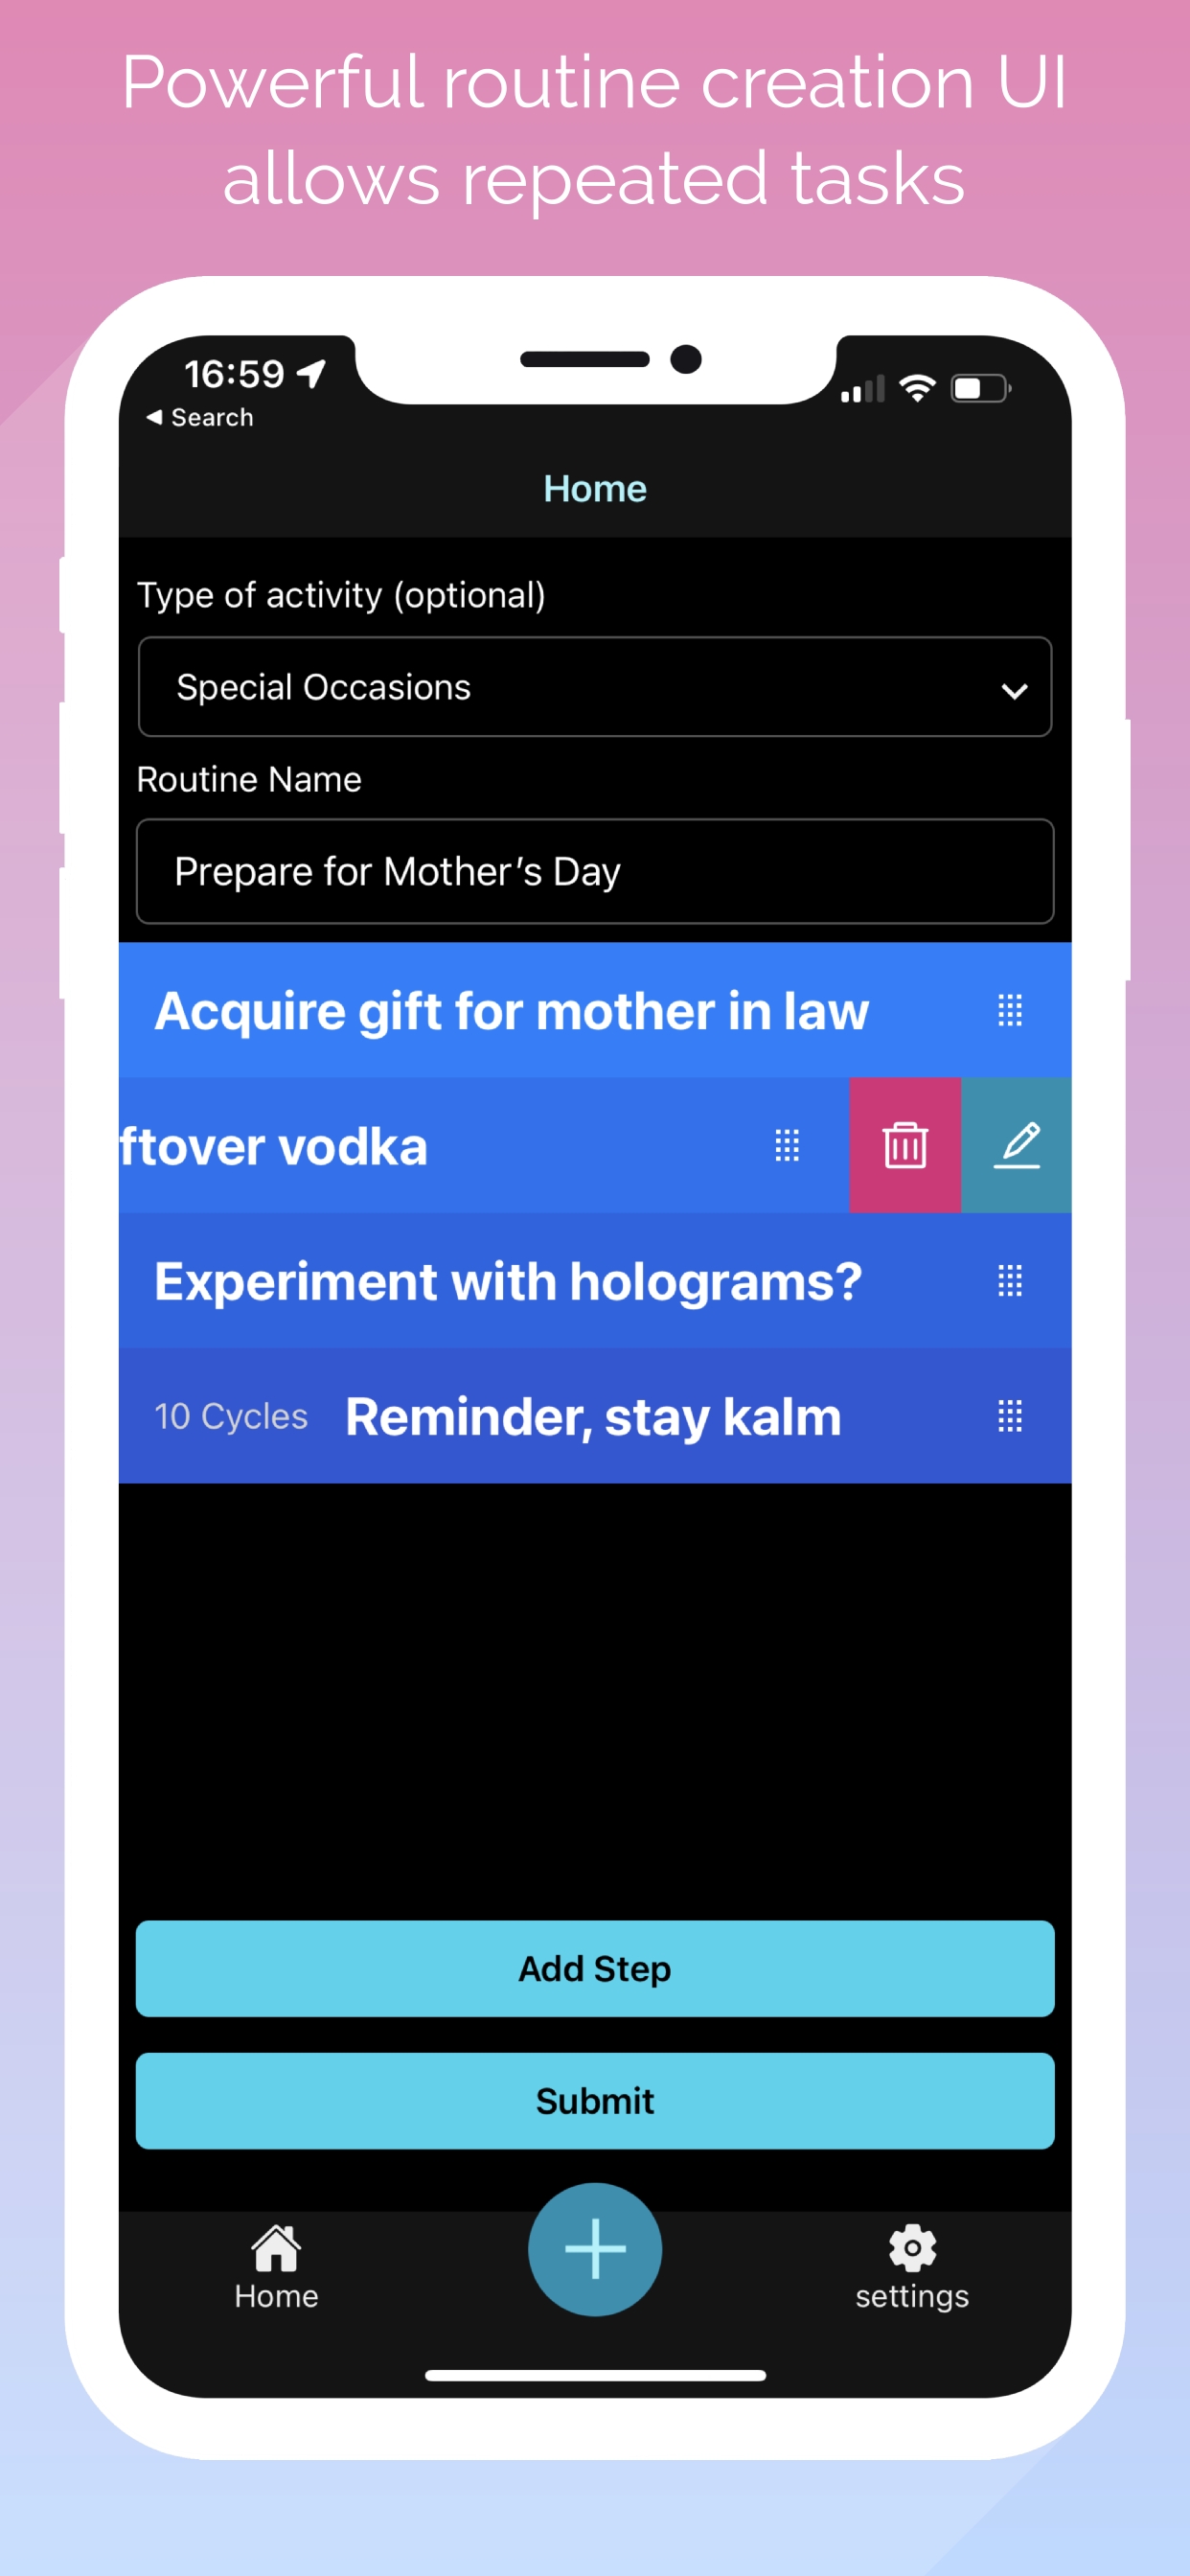 Powerful routine creation UI
allows repeated tasks
16:59
Search
Home
Type of activity (optional)
Special Occasions
Routine Name
Prepare for Mother's Day
Acquire gift for mother in law
ftover vodka
Experiment with holograms?
10 Cycles Reminder, stay kalm
Add Step
Submit
Home
settings